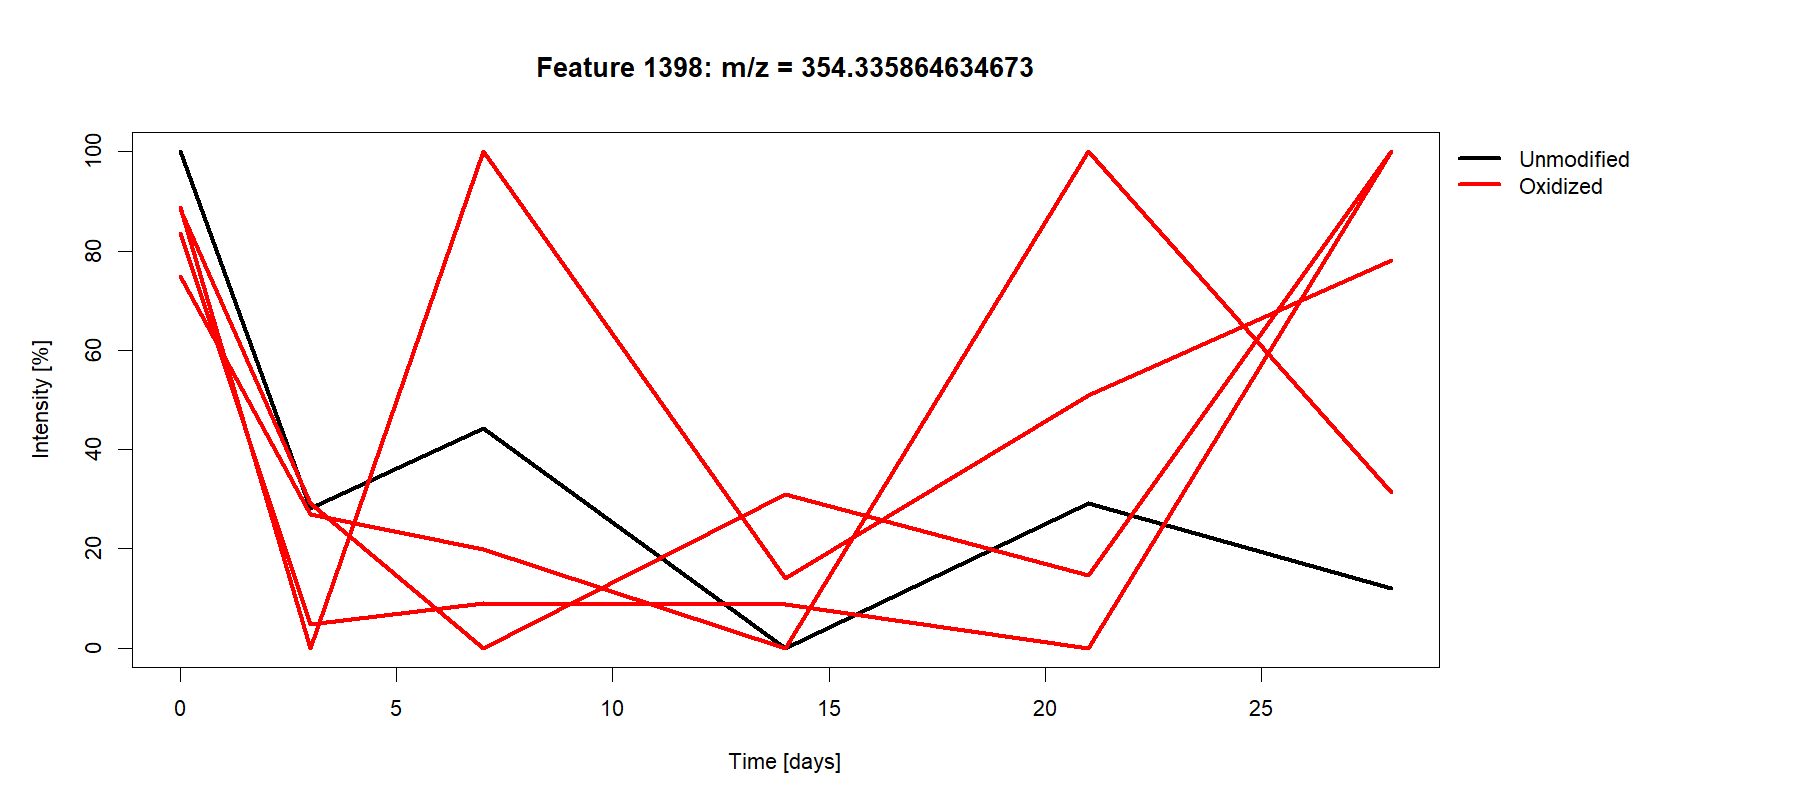 Feature 1398: m/z = 354.335864634673
Unmodified
Oxidized
Intensity [%]
100
80
60
40
20
0
0 5 10 15 20 25
Time [days]